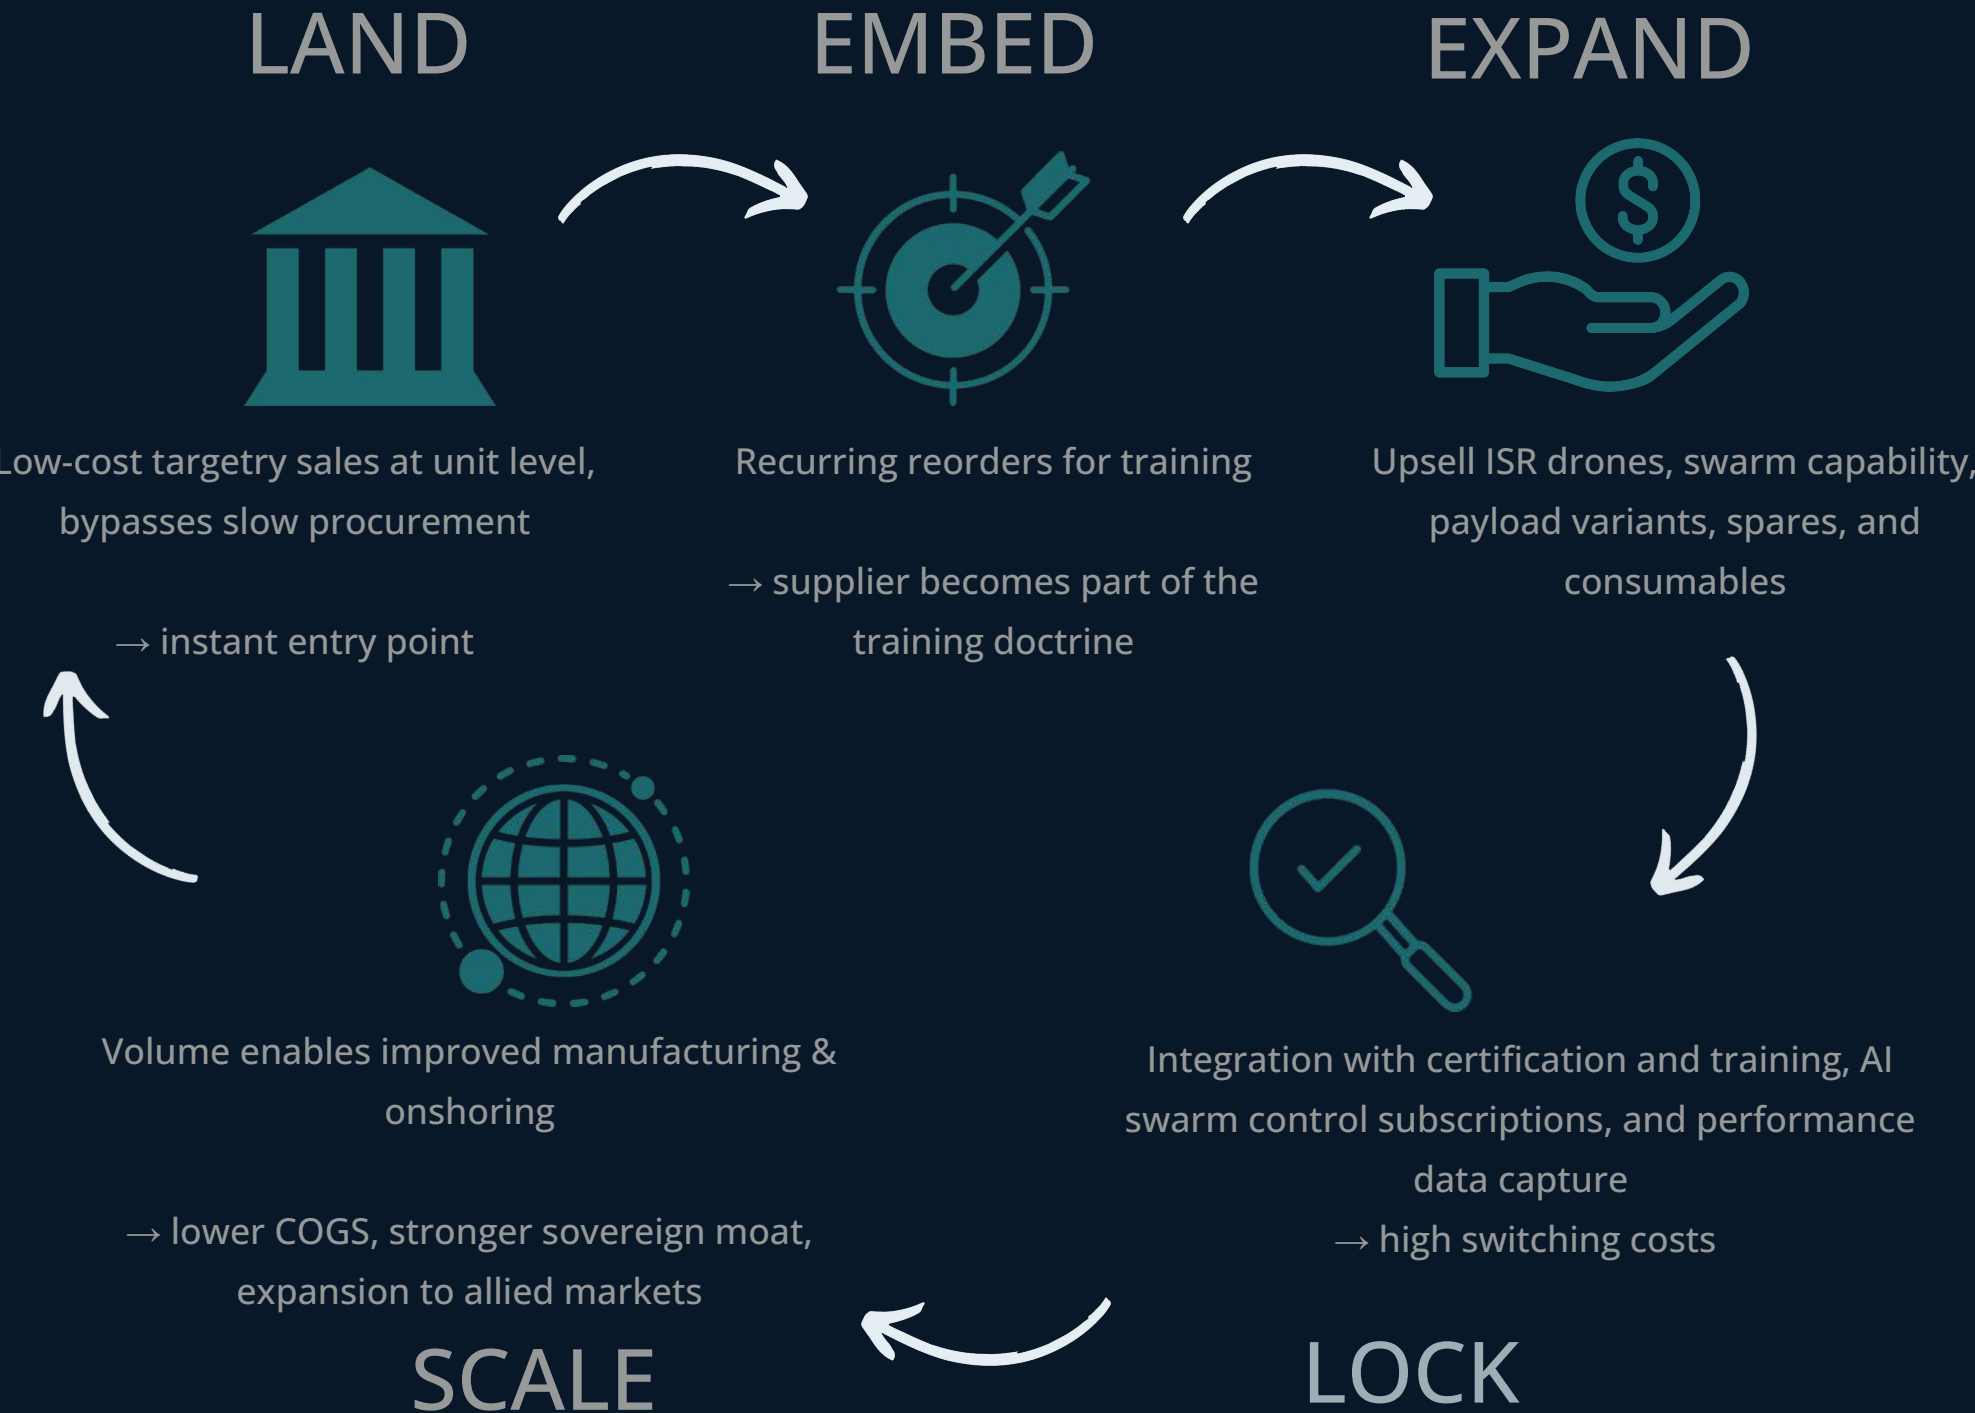 LAND
EMBED
EXPAND
Low-cost targetry sales at unit level,
bypasses slow procurement
→ instant entry point
Recurring reorders for training
→ supplier becomes part of the
training doctrine
Upsell ISR drones, swarm capability,
payload variants, spares, and
consumables
Volume enables improved manufacturing &
onshoring
→ lower COGS, stronger sovereign moat,
expansion to allied markets
SCALE
Integration with certification and training, AI
swarm control subscriptions, and performance
data capture
→ high switching costs
LOCK